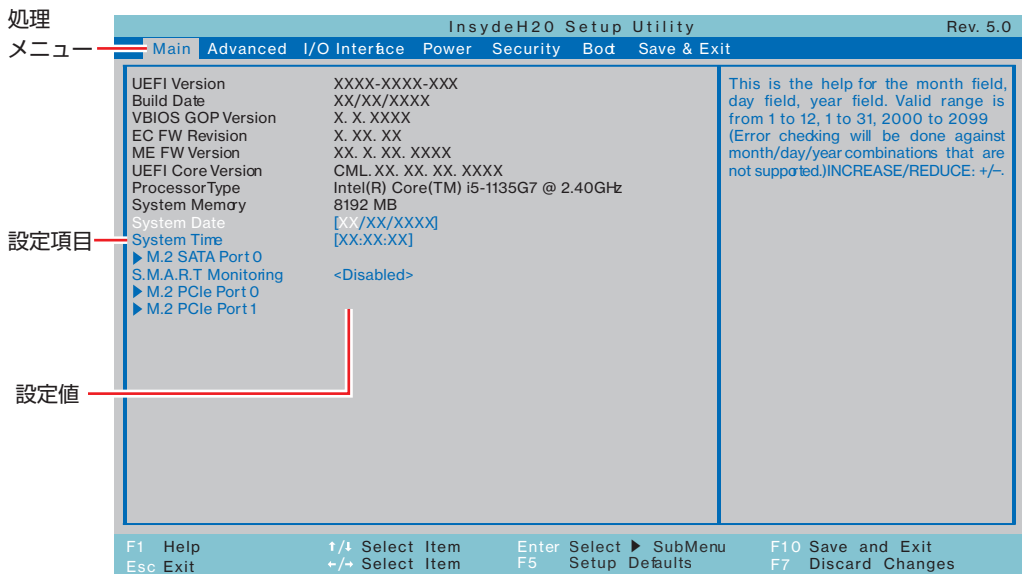 処理
メニュー
InsydeH20 Setup Utility Rev. 5.0
Main Advanced I/O Interface Power Security Boot Save & Exit
UEFI Version XXXX-XXXX-XXX
Build Date XX/XX/XXXX
VBIOS GOP Version X. X. XXXX
EC FW Revision X. XX. XX
ME FW Version XX. X. XX. XXXX
UEFI Core Version CML. XX. XX. XX. XXXX
ProcessorType Intel(R) Core(TM) i5-1135G7 @ 2.40GHz
System Memory 8192 MB
System Date [XX/XX/XXXX]
設定項目
System Time [XX:XX:XX]
▶ M.2 SATA Port 0
S.M.A.R.T Monitoring <Disabled>
▶ M.2 PCIe Port 0
▶ M.2 PCIe Port 1
設定値
This is the help for the month field,
day field, year field. Valid range is
from 1 to 12, 1 to 31, 2000 to 2099
(Error checking will be done against
month/day/year combinations that are
not supported.)INCREASE/REDUCE: +/–.
F1 Help ↑/↓ Select Item Enter Select ▶ SubMenu F10 Save and Exit
Esc Exit ←/→ Select Item F5 Setup Defaults F7 Discard Changes